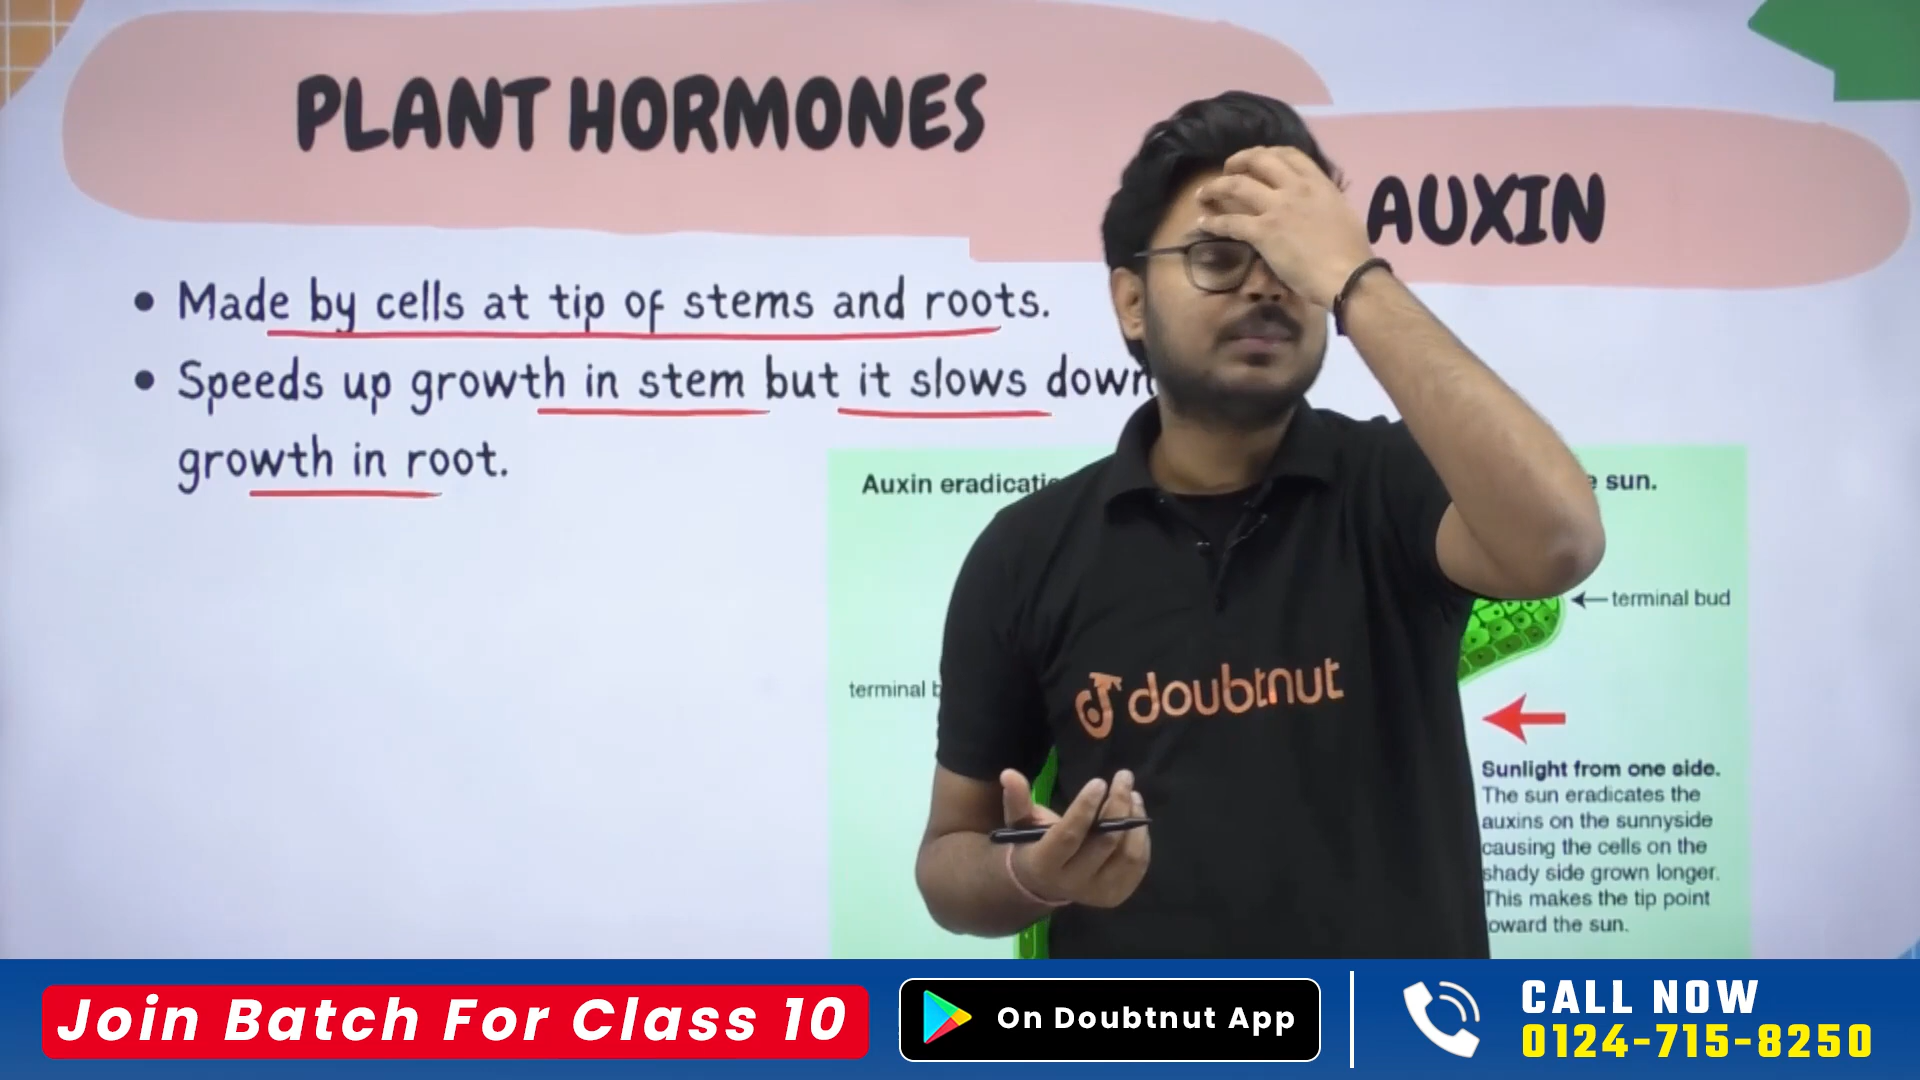 PLANT HORMONES
AUXIN
• Made by cells at tip of stems and roots.
• Speeds up growth in stem but it slows down
growth in root.
Auxin
sun.
terminal bud
terminal
Sunlight from one side.
The sun eradicates the
auxins on the sunnyside
causing the cells on the
shady side grown longer.
This makes the tip point
toward the sun.
doubtnut
Join Batch For Class 10
On Doubtnut App
CALL NOW
0124-715-8250